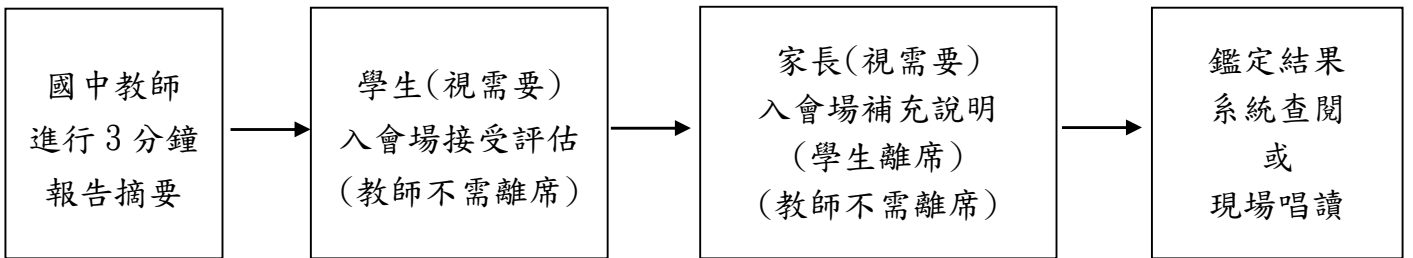 國中教師
進行 3 分鐘
報告摘要
學生(視需要)
入會場接受評估
(教師不需離席)
家長(視需要)
入會場補充說明
(學生離席)
(教師不需離席)
鑑定結果
系統查閱
或
現場唱讀